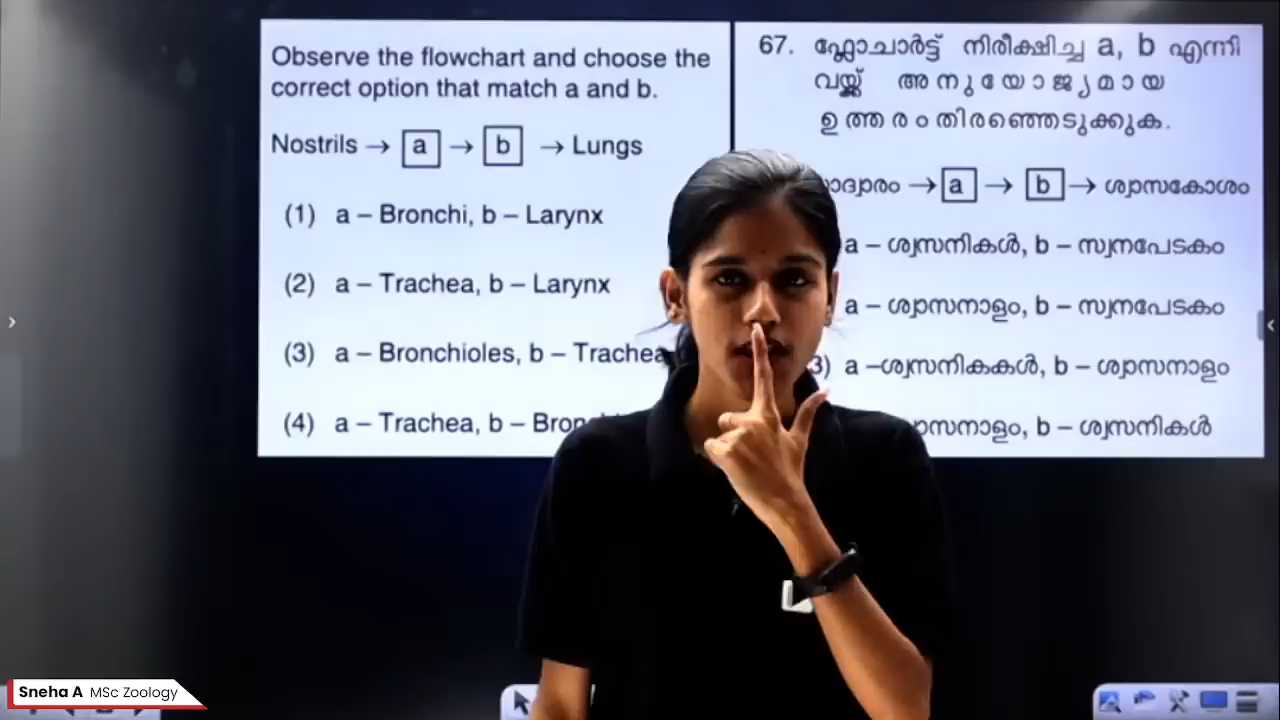 Observe the flowchart and choose the
correct option that match a and b.
Nostrils → a → b → Lungs
(1) a – Bronchi, b – Larynx
(2) a – Trachea, b – Larynx
(3) a – Bronchioles, b – Trachea
(4) a – Trachea, b –
67. ഫ്ലോചാർട്ട് നിരീക്ഷിച്ച a, b എന്നി
വയ്ക്ക് അനുയോജ്യമായ
ഉത്തരംതിരഞ്ഞെടുക്കുക.
→ a → b → ശ്വാസകോശം
a – ശ്വസനികൾ, b – സ്വനപേടകം
a – ശ്വാസനാളം, b – സ്വനപേടകം
3) a –ശ്വസനികകൾ, b – ശ്വാസനാളം
b – ശ്വസനികൾ
Sneha A MSc Zoology